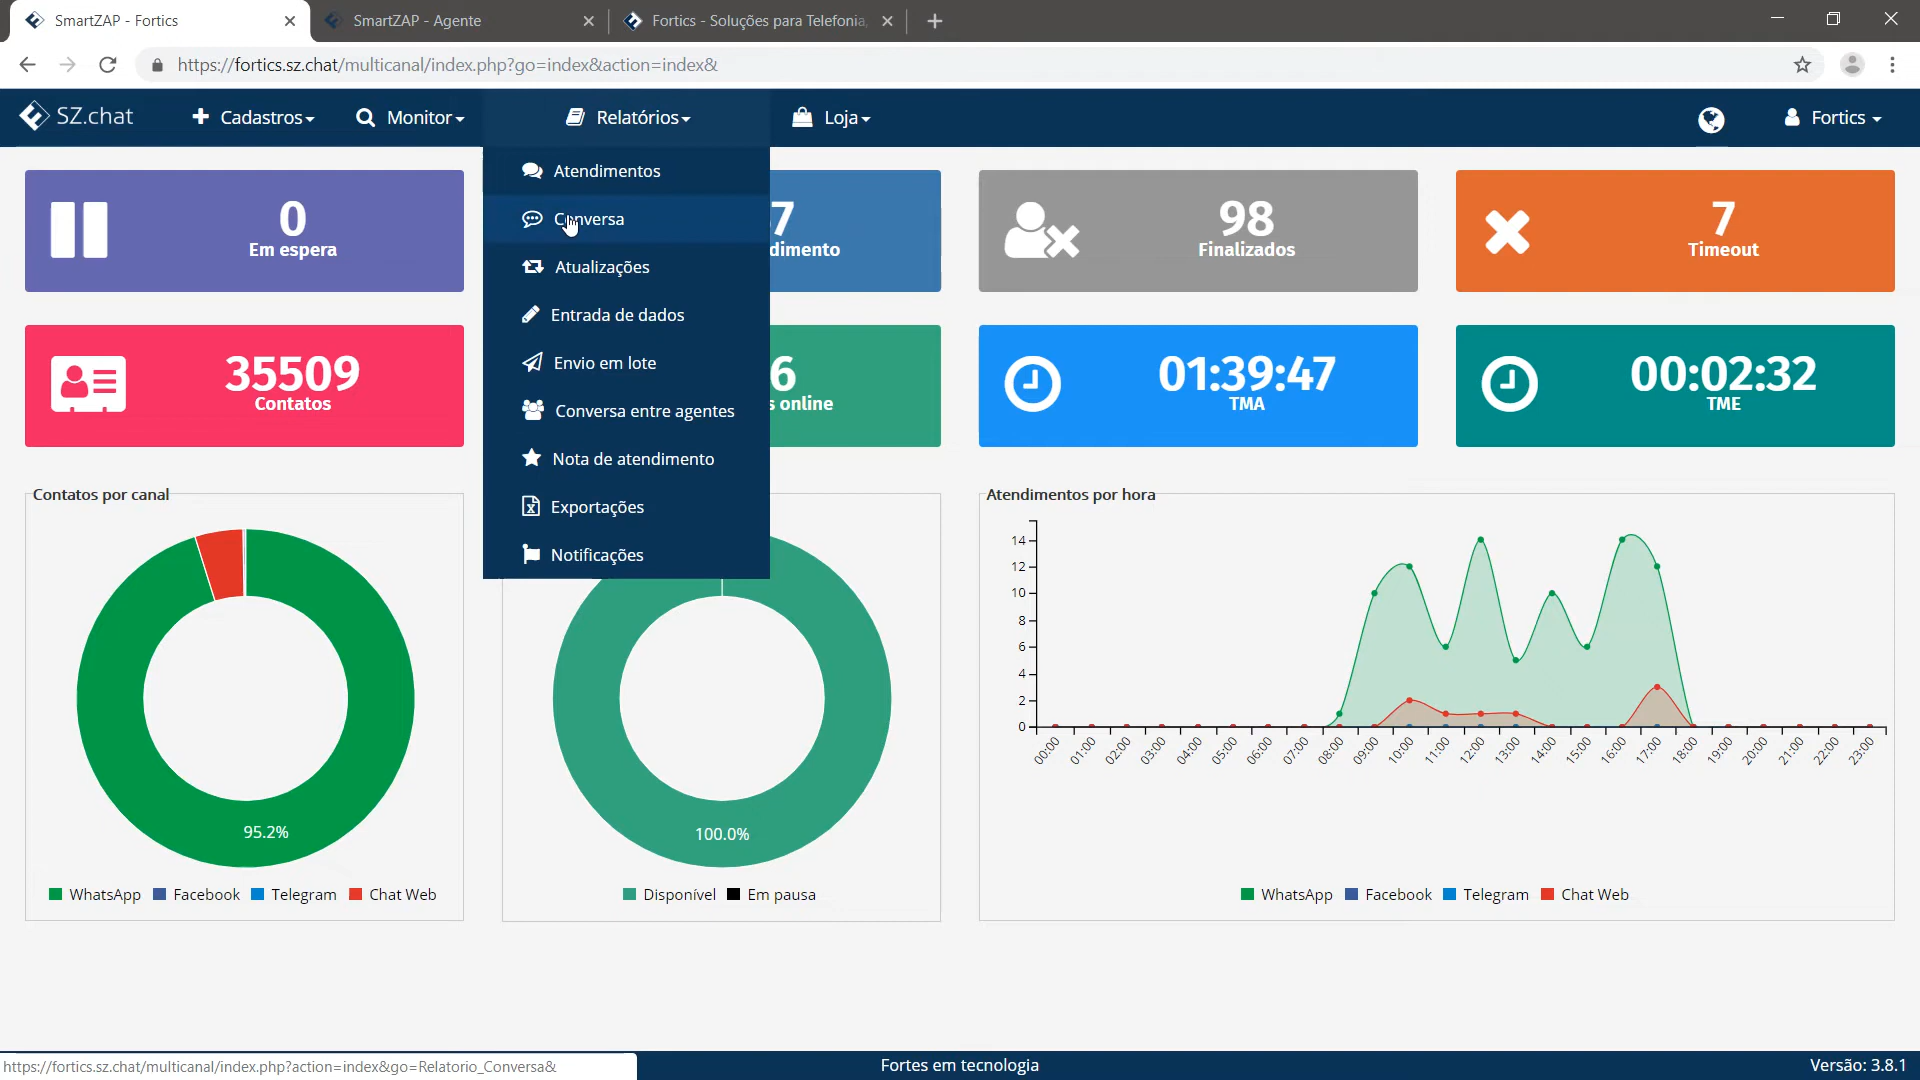 SmartZAP - Fortics
SmartZAP - Agente
Fortics - Soluções para Telefonia,
https://fortics.sz.chat/multicanal/index.php?go=index&action=index&
SZ.chat
Cadastros
Monitor
Relatórios
Loja
Fortics
Atendimentos
Conversa
Atualizações
Entrada de dados
Envio em lote
Conversa entre agentes
Nota de atendimento
Exportações
Notificações
0
Em espera
7
dimento
98
Finalizados
7
Timeout
35509
Contatos
6
s online
01:39:47
TMA
00:02:32
TME
Contatos por canal
95.2%
WhatsApp Facebook Telegram Chat Web
100.0%
Disponível Em pausa
Atendimentos por hora
14
12
10
8
6
4
2
0
00:00 01:00 02:00 03:00 04:00 05:00 06:00 07:00 08:00 09:00 10:00 11:00 12:00 13:00 14:00 15:00 16:00 17:00 18:00 19:00 20:00 21:00 22:00 23:00
WhatsApp Facebook Telegram Chat Web
https://fortics.sz.chat/multicanal/index.php?action=index&go=Relatorio_Conversa&
Fortes em tecnologia
Versão: 3.8.1